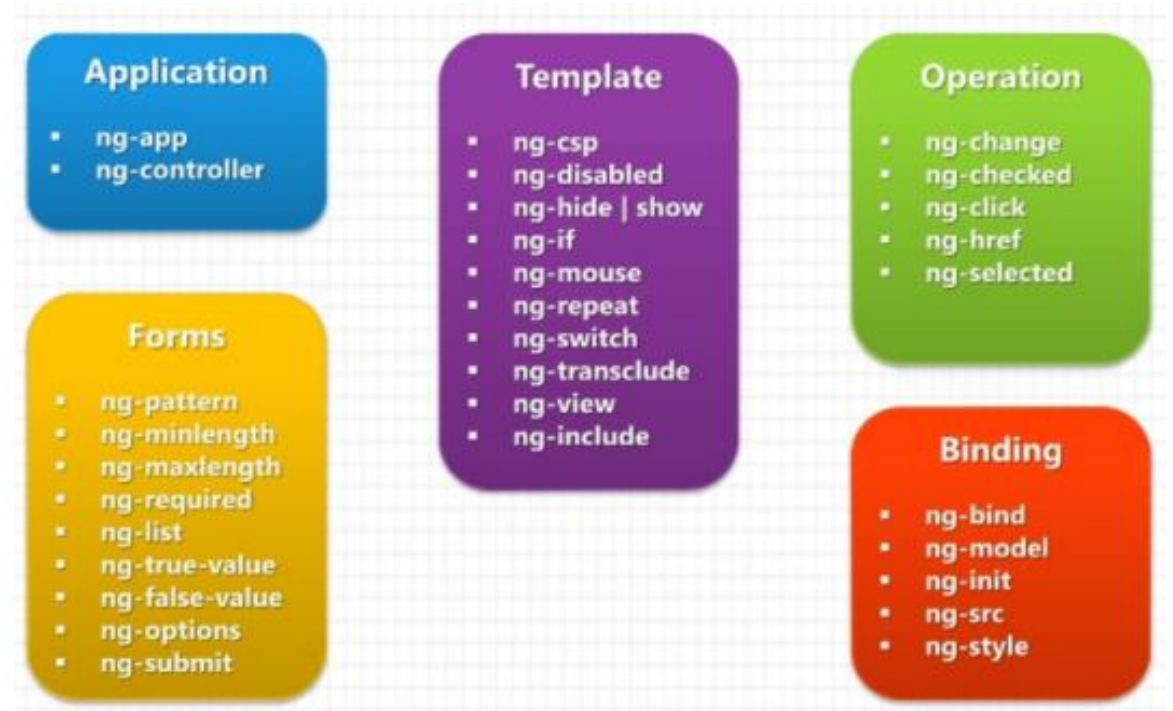 Application
▪ ng-app
▪ ng-controller
Forms
▪ ng-pattern
▪ ng-minlength
▪ ng-maxlength
▪ ng-required
▪ ng-list
▪ ng-true-value
▪ ng-false-value
▪ ng-options
▪ ng-submit
Template
▪ ng-csp
▪ ng-disabled
▪ ng-hide | show
▪ ng-if
▪ ng-mouse
▪ ng-repeat
▪ ng-switch
▪ ng-transclude
▪ ng-view
▪ ng-include
Operation
▪ ng-change
▪ ng-checked
▪ ng-click
▪ ng-href
▪ ng-selected
Binding
▪ ng-bind
▪ ng-model
▪ ng-init
▪ ng-src
▪ ng-style